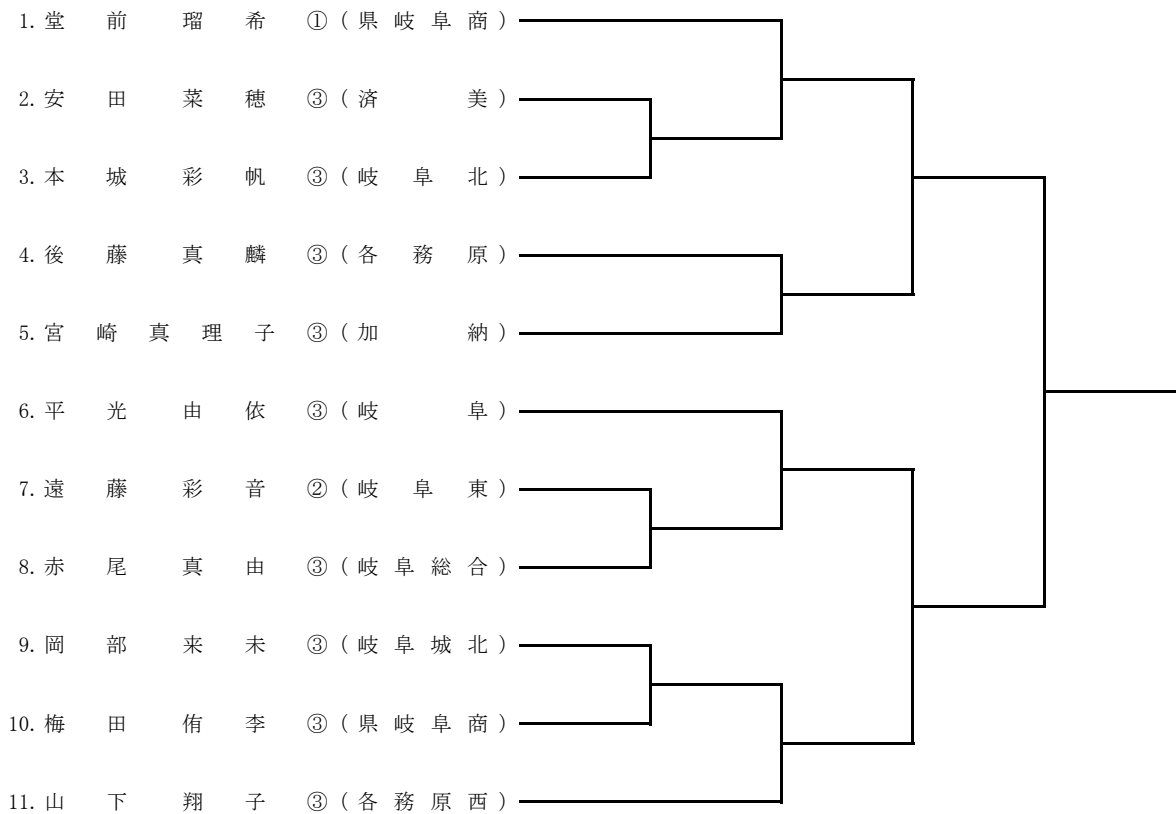 1. 堂前瑠希 ① (県岐阜商)
2. 安田菜穂 ③ (済美)
3. 本城彩帆 ③ (岐阜北)
4. 後藤真麟 ③ (各務原)
5. 宮崎真理子 ③ (加納)
6. 平光由依 ③ (岐阜)
7. 遠藤彩音 ② (岐阜東)
8. 赤尾真由 ③ (岐阜総合)
9. 岡部来未 ③ (岐阜城北)
10. 梅田侑李 ③ (県岐阜商)
11. 山下翔子 ③ (各務原西)